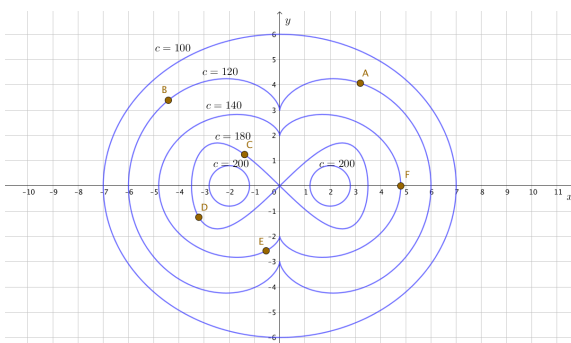 y
6
c = 100
A
c = 120
5
B
4
c = 140
3
c = 180
2
C
c = 200
c = 200
1
F
-10 -9 -8 -7 -6 -5 -4 -3 -2 -1 0 1 2 3 4 5 6 7 8 9 10 11
x
D
-1
E
-2
-3
-4
-5
-6